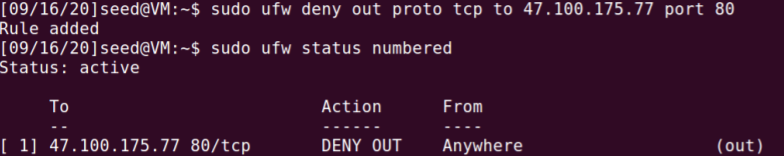 [09/16/20]seed@VM:~$ sudo ufw deny out proto tcp to 47.100.175.77 port 80
Rule added
[09/16/20]seed@VM:~$ sudo ufw status numbered
Status: active
To                         Action      From
--                         ------      ----
[ 1] 47.100.175.77 80/tcp       DENY OUT    Anywhere                   (out)